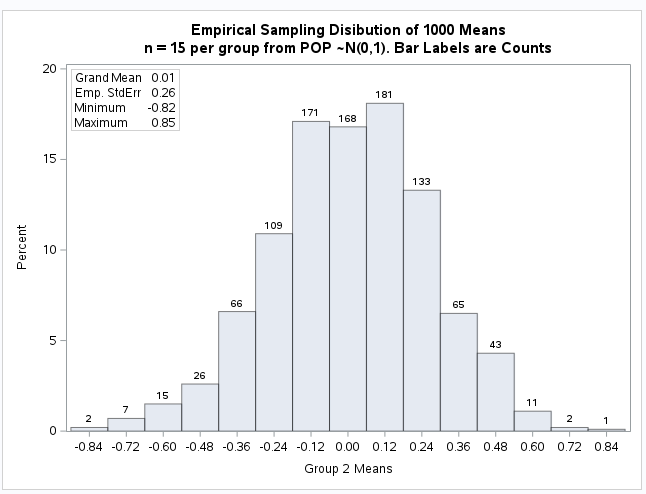 Empirical Sampling Disibution of 1000 Means
n = 15 per group from POP ~N(0,1). Bar Labels are Counts
Grand Mean 0.01
Emp. StdErr 0.26
Minimum -0.82
Maximum 0.85
20
15
10
5
0
Percent
2
7
15
26
66
109
171
168
181
133
65
43
11
2
1
-0.84 -0.72 -0.60 -0.48 -0.36 -0.24 -0.12 0.00 0.12 0.24 0.36 0.48 0.60 0.72 0.84
Group 2 Means